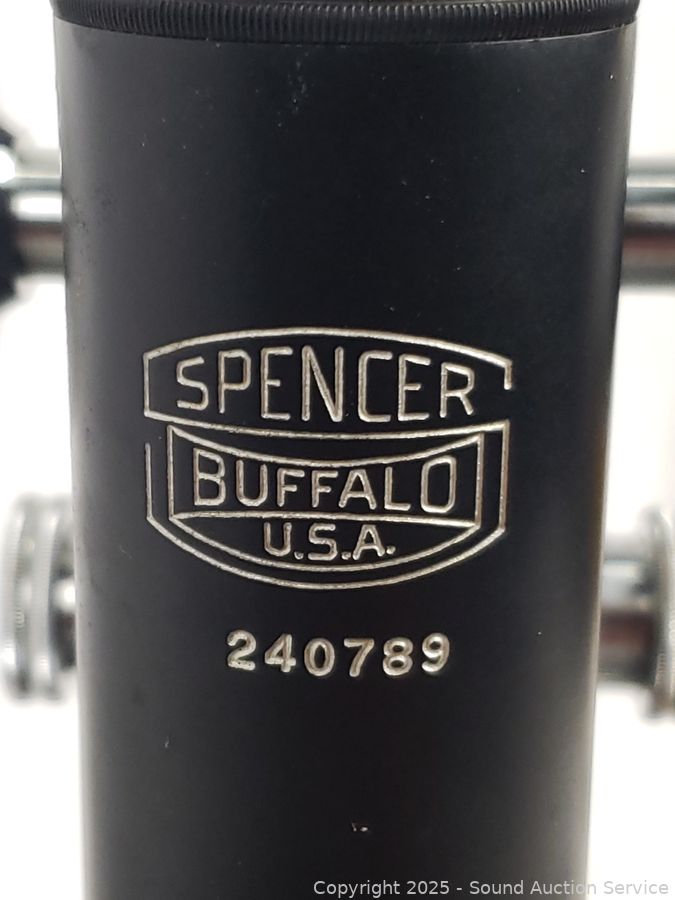 SPENCER
BUFFALO
U.S.A.
240789
Copyright 2025 - Sound Auction Service